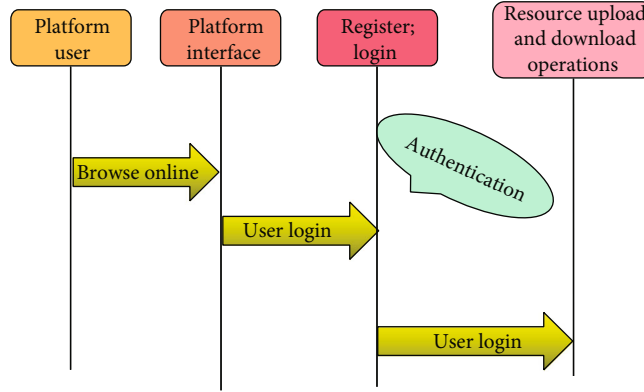 Platform
user
Platform
interface
Register;
login
Resource upload
and download
operations
Browse online
Authentication
User login
User login